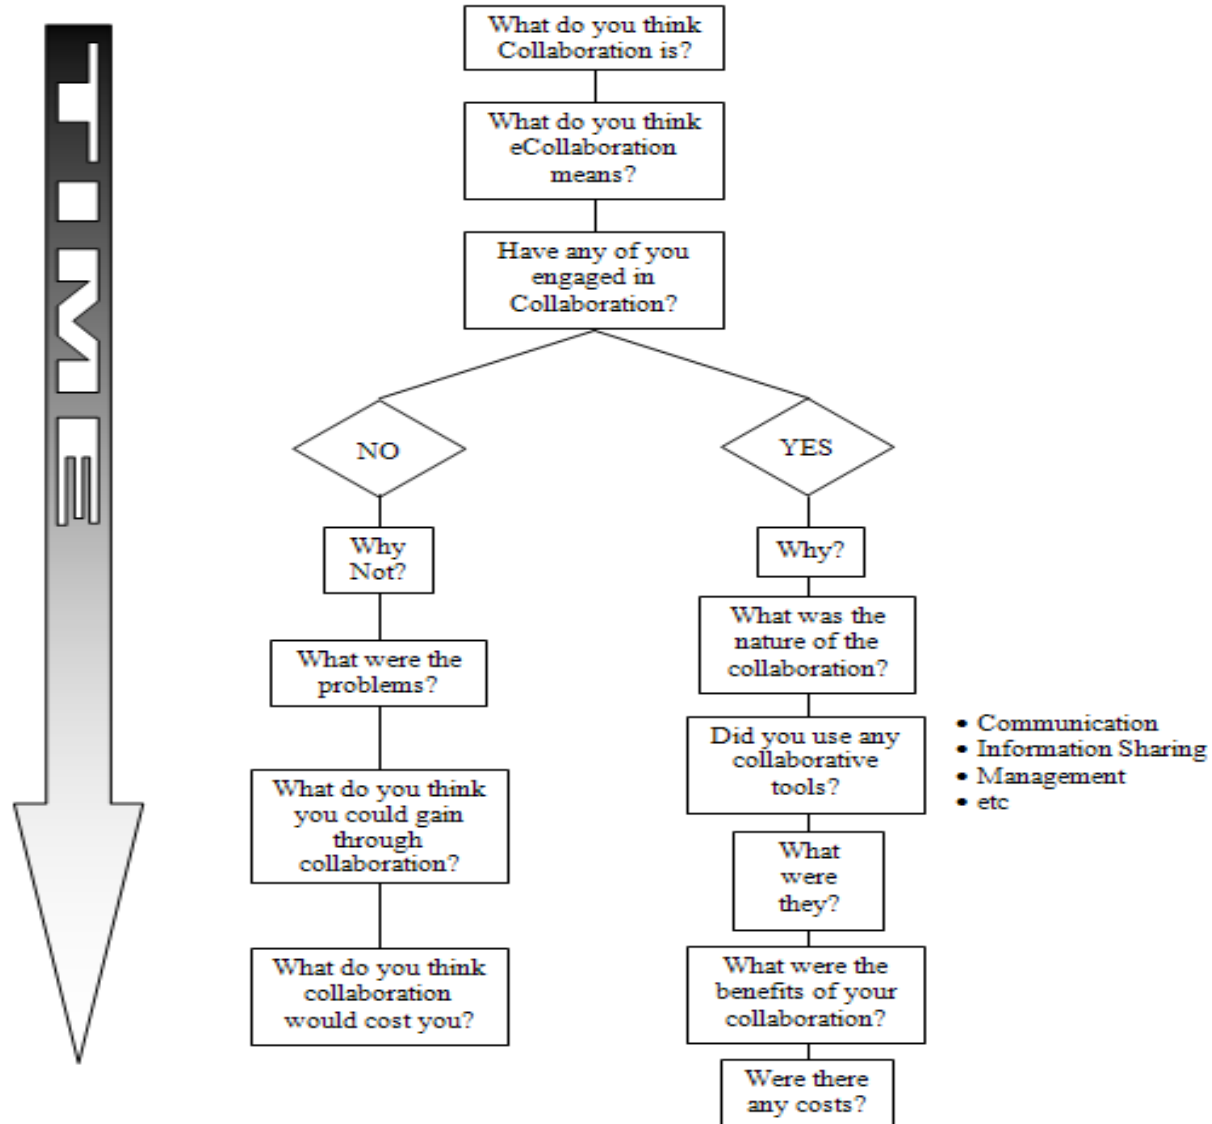 TIME
What do you think
Collaboration is?
What do you think
eCollaboration
means?
Have any of you
engaged in
Collaboration?
NO
Why
Not?
What were the
problems?
What do you think
you could gain
through
collaboration?
What do you think
collaboration
would cost you?
YES
Why?
What was the
nature of the
collaboration?
Did you use any
collaborative
tools?
• Communication
• Information Sharing
• Management
• etc
What
were
they?
What were the
benefits of your
collaboration?
Were there
any costs?